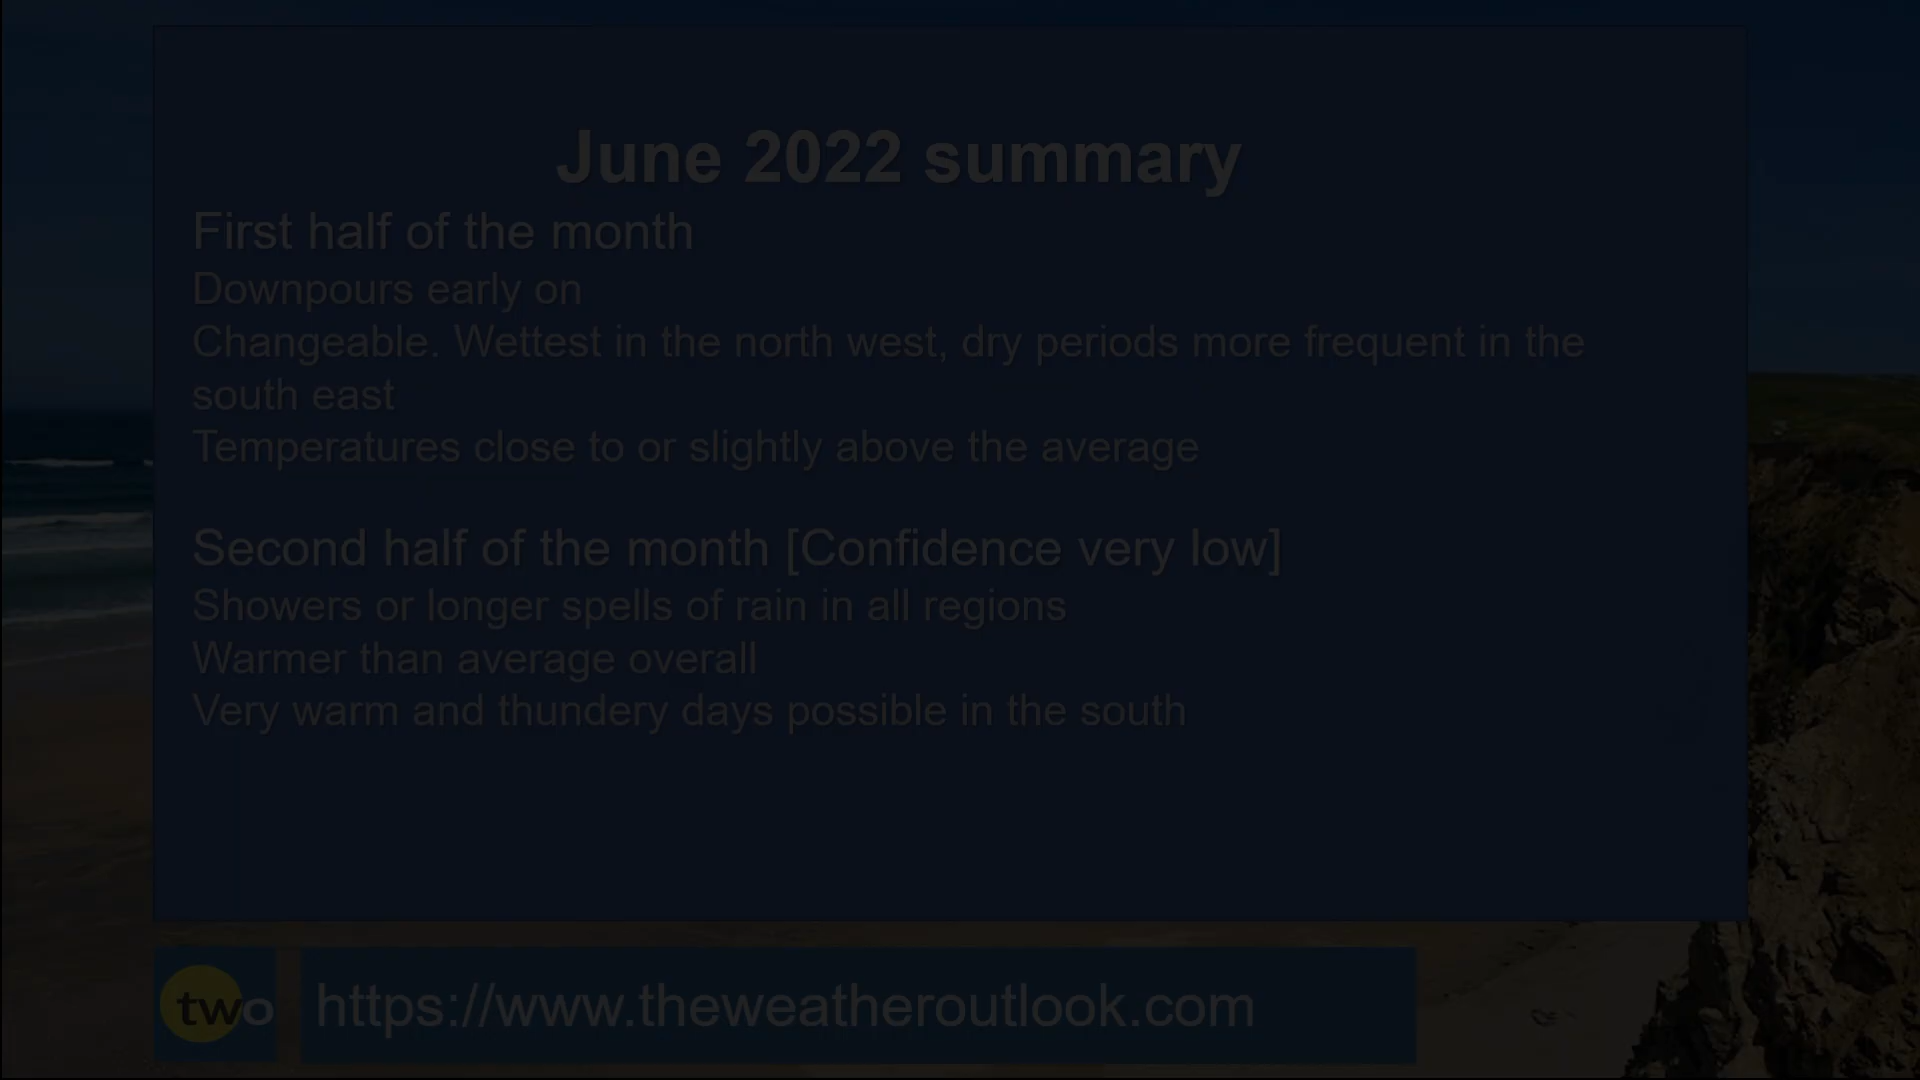 June 2022 summary
First half of the month
Downpours early on
Changeable. Wettest in the north west, dry periods more frequent in the
south east
Temperatures close to or slightly above the average
Second half of the month [Confidence very low]
Showers or longer spells of rain in all regions
Warmer than average overall
Very warm and thundery days possible in the south
two
https://www.theweatheroutlook.com